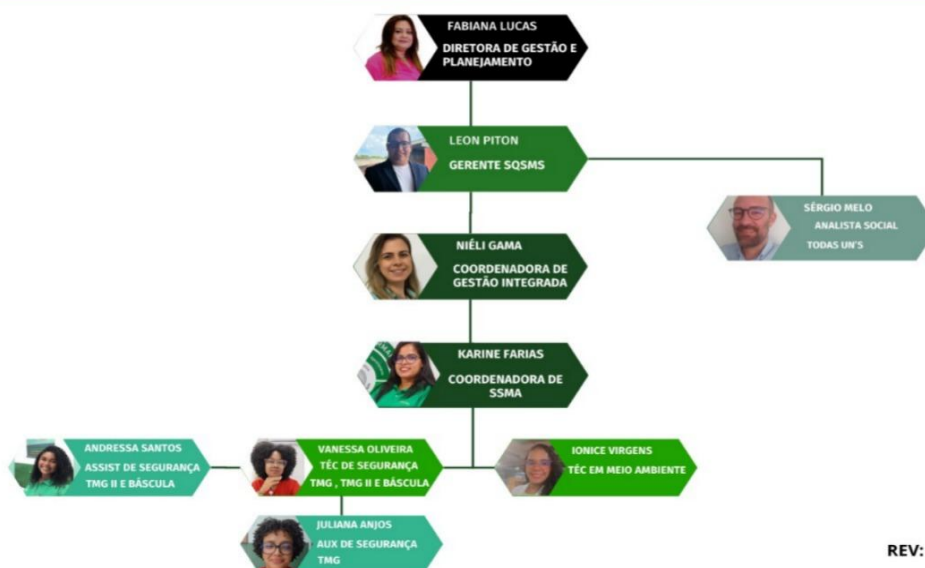 FABIANA LUCAS
DIRETORA DE GESTÃO E
PLANEJAMENTO
LEON PITON
GERENTE SQSMS
SÉRGIO MELO
ANALISTA SOCIAL
TODAS UN'S
NIÉLI GAMA
COORDENADORA DE
GESTÃO INTEGRADA
KARINE FARIAS
COORDENADORA DE
SSMA
ANDRESSA SANTOS
ASSIST DE SEGURANÇA
TMG II E BÁSCULA
VANESSA OLIVEIRA
TÉC DE SEGURANÇA
TMG , TMG II E BÁSCULA
IONICE VIRGENS
TÉC EM MEIO AMBIENTE
JULIANA ANJOS
AUX DE SEGURANÇA
TMG
REV: